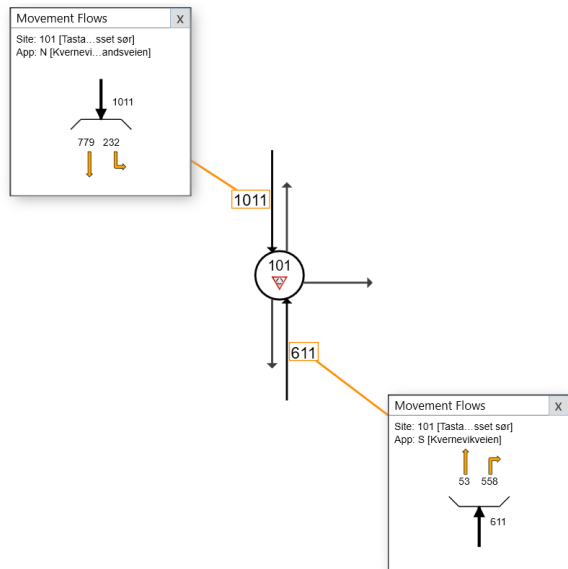 Movement Flows X
Site: 101 [Tasta...sset sør]
App: N [Kvernevi...andsveien]
1011
779 232
1011
101
611
Movement Flows X
Site: 101 [Tasta...sset sør]
App: S [Kvernevikveien]
53 558
611